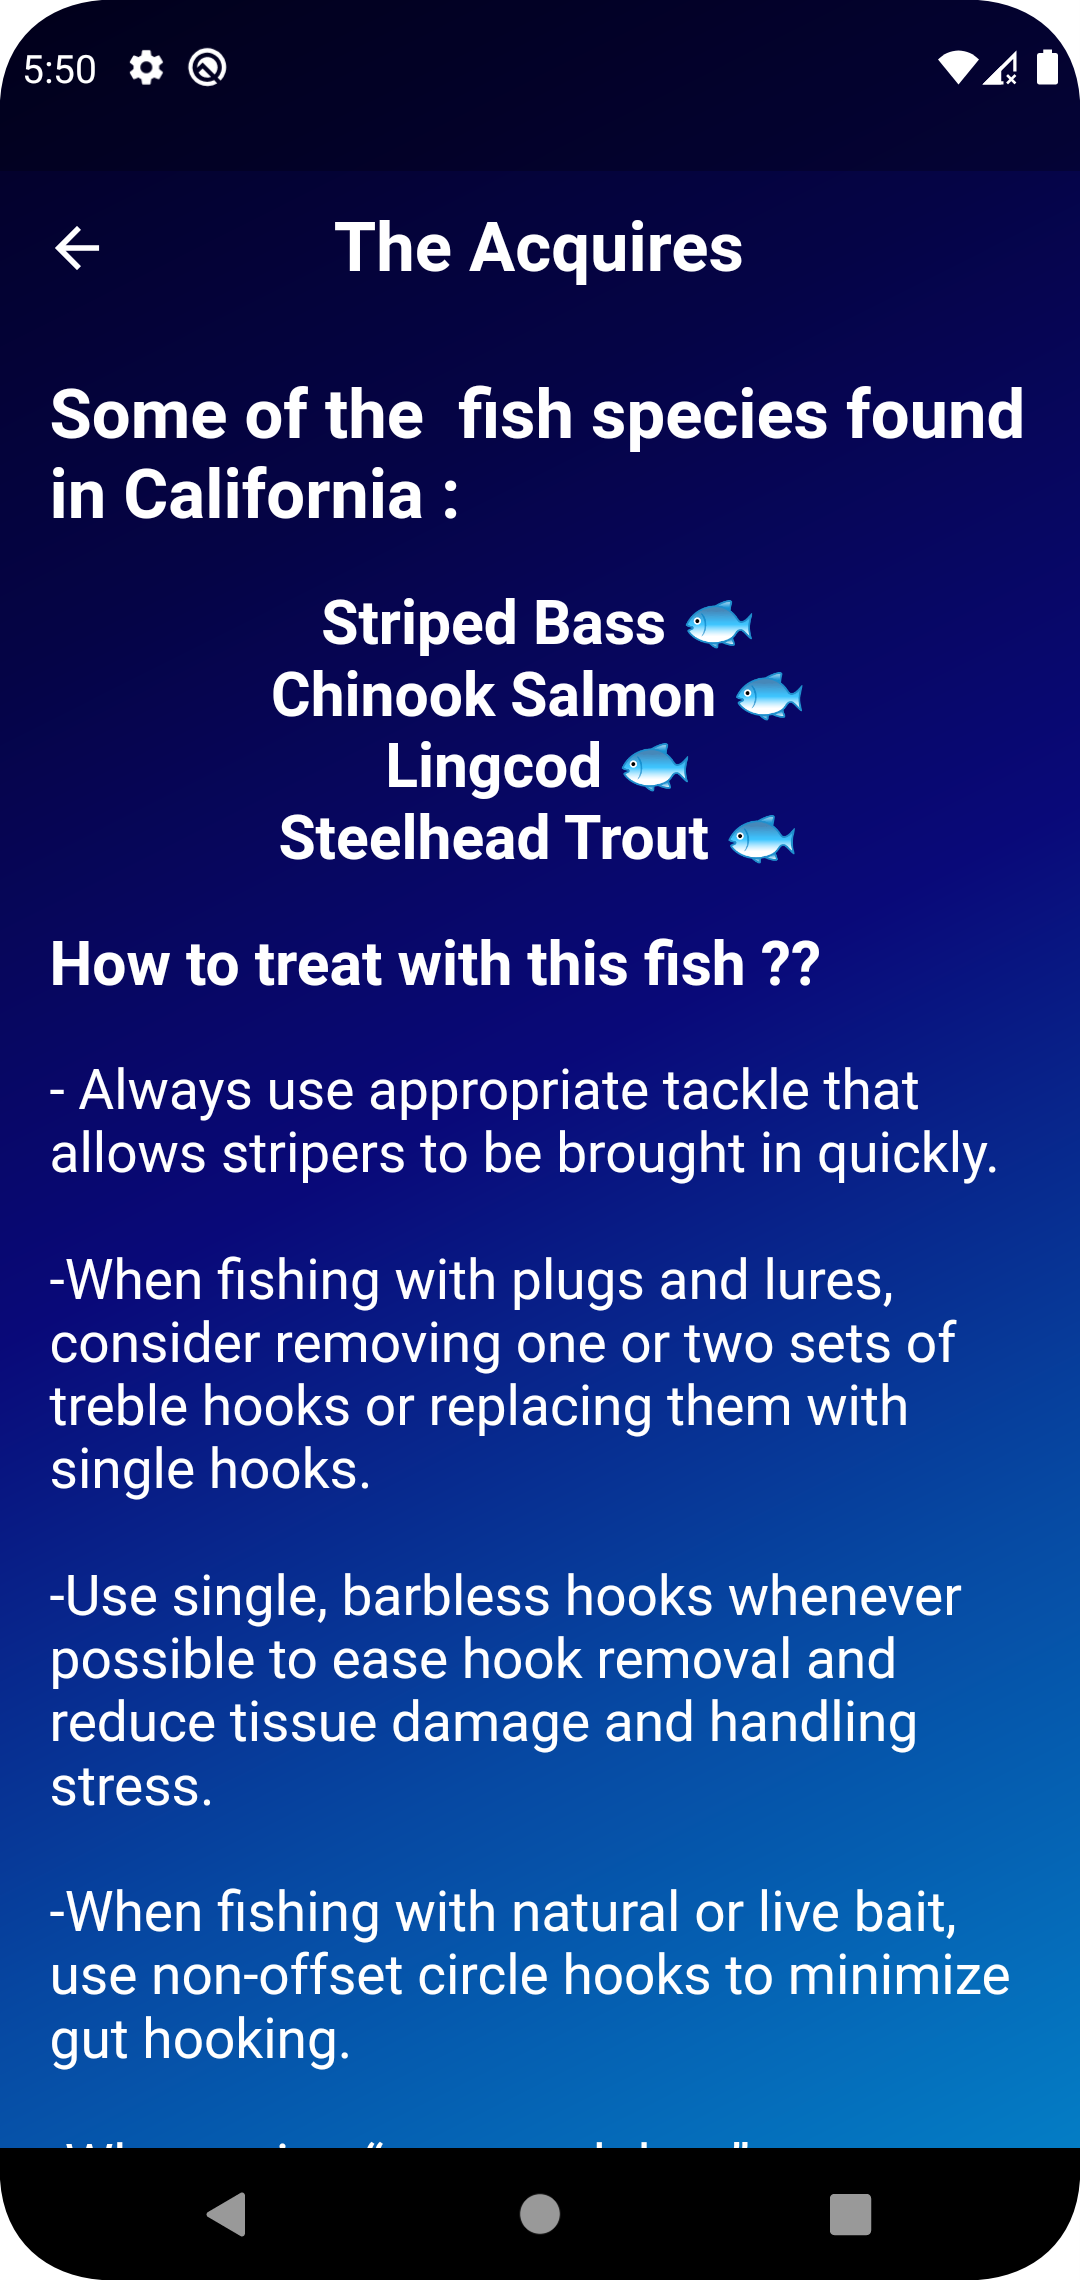 5:50
The Acquires
Some of the  fish species found
in California :
Striped Bass 🐟
Chinook Salmon 🐟
Lingcod 🐟
Steelhead Trout 🐟
How to treat with this fish ??
- Always use appropriate tackle that
allows stripers to be brought in quickly.
-When fishing with plugs and lures,
consider removing one or two sets of
treble hooks or replacing them with
single hooks.
-Use single, barbless hooks whenever
possible to ease hook removal and
reduce tissue damage and handling
stress.
-When fishing with natural or live bait,
use non-offset circle hooks to minimize
gut hooking.